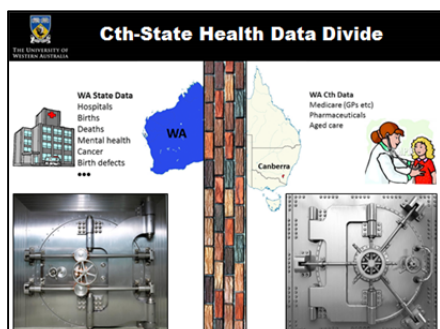 Cth-State Health Data Divide
THE UNIVERSITY OF
WESTERN AUSTRALIA
WA State Data
Hospitals
Births
Deaths
Mental health
Cancer
Birth defects
•••
WA
Canberra
WA Cth Data
Medicare (GPs etc)
Pharmaceuticals
Aged care